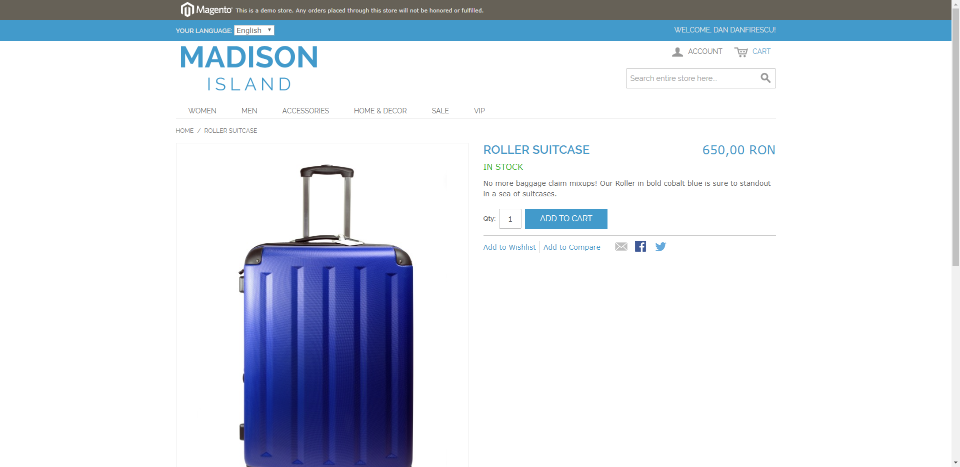 Magento This is a demo store. Any orders placed through this store will not be honored or fulfilled.
YOUR LANGUAGE: English WELCOME, DAN DANFIRESCU!
MADISON
ISLAND
ACCOUNT CART
Search entire store here...
WOMEN MEN ACCESSORIES HOME & DECOR SALE VIP
HOME / ROLLER SUITCASE
ROLLER SUITCASE 650,00 RON
IN STOCK
No more baggage claim mixups! Our Roller in bold cobalt blue is sure to standout
in a sea of suitcases.
Qty: 1 ADD TO CART
Add to Wishlist Add to Compare